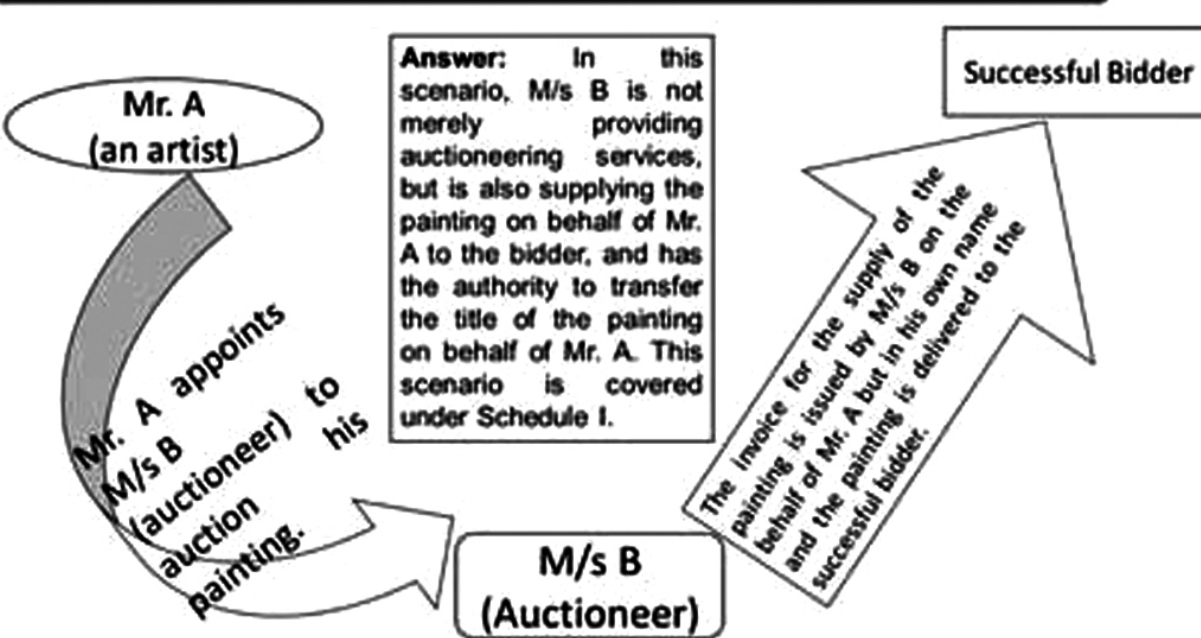 Mr. A
(an artist)
Mr. A appoints
M/s B
(auctioneer) to
auction his
painting.
Answer: In this
scenario, M/s B is not
merely providing
auctioneering services,
but is also supplying the
painting on behalf of Mr.
A to the bidder, and has
the authority to transfer
the title of the painting
on behalf of Mr. A. This
scenario is covered
under Schedule I.
M/s B
(Auctioneer)
The invoice for the supply of the
painting is issued by M/s B on the
behalf of Mr. A but in his own name
and the painting is delivered to the
successful bidder.
Successful Bidder